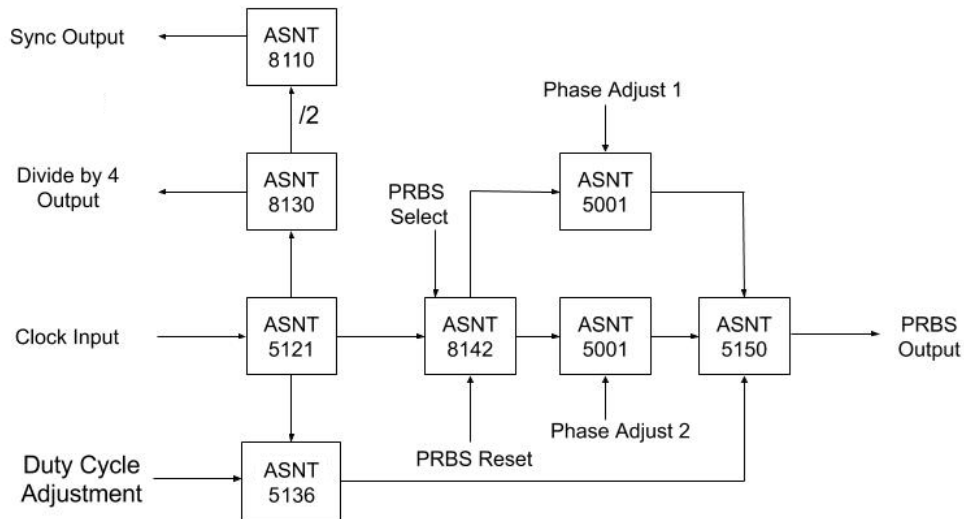 Sync Output
ASNT
8110
Phase Adjust 1
/2
Divide by 4
Output
ASNT
8130
PRBS
Select
ASNT
5001
Clock Input
ASNT
5121
ASNT
8142
ASNT
5001
ASNT
5150
PRBS
Output
Phase Adjust 2
PRBS Reset
Duty Cycle
Adjustment
ASNT
5136